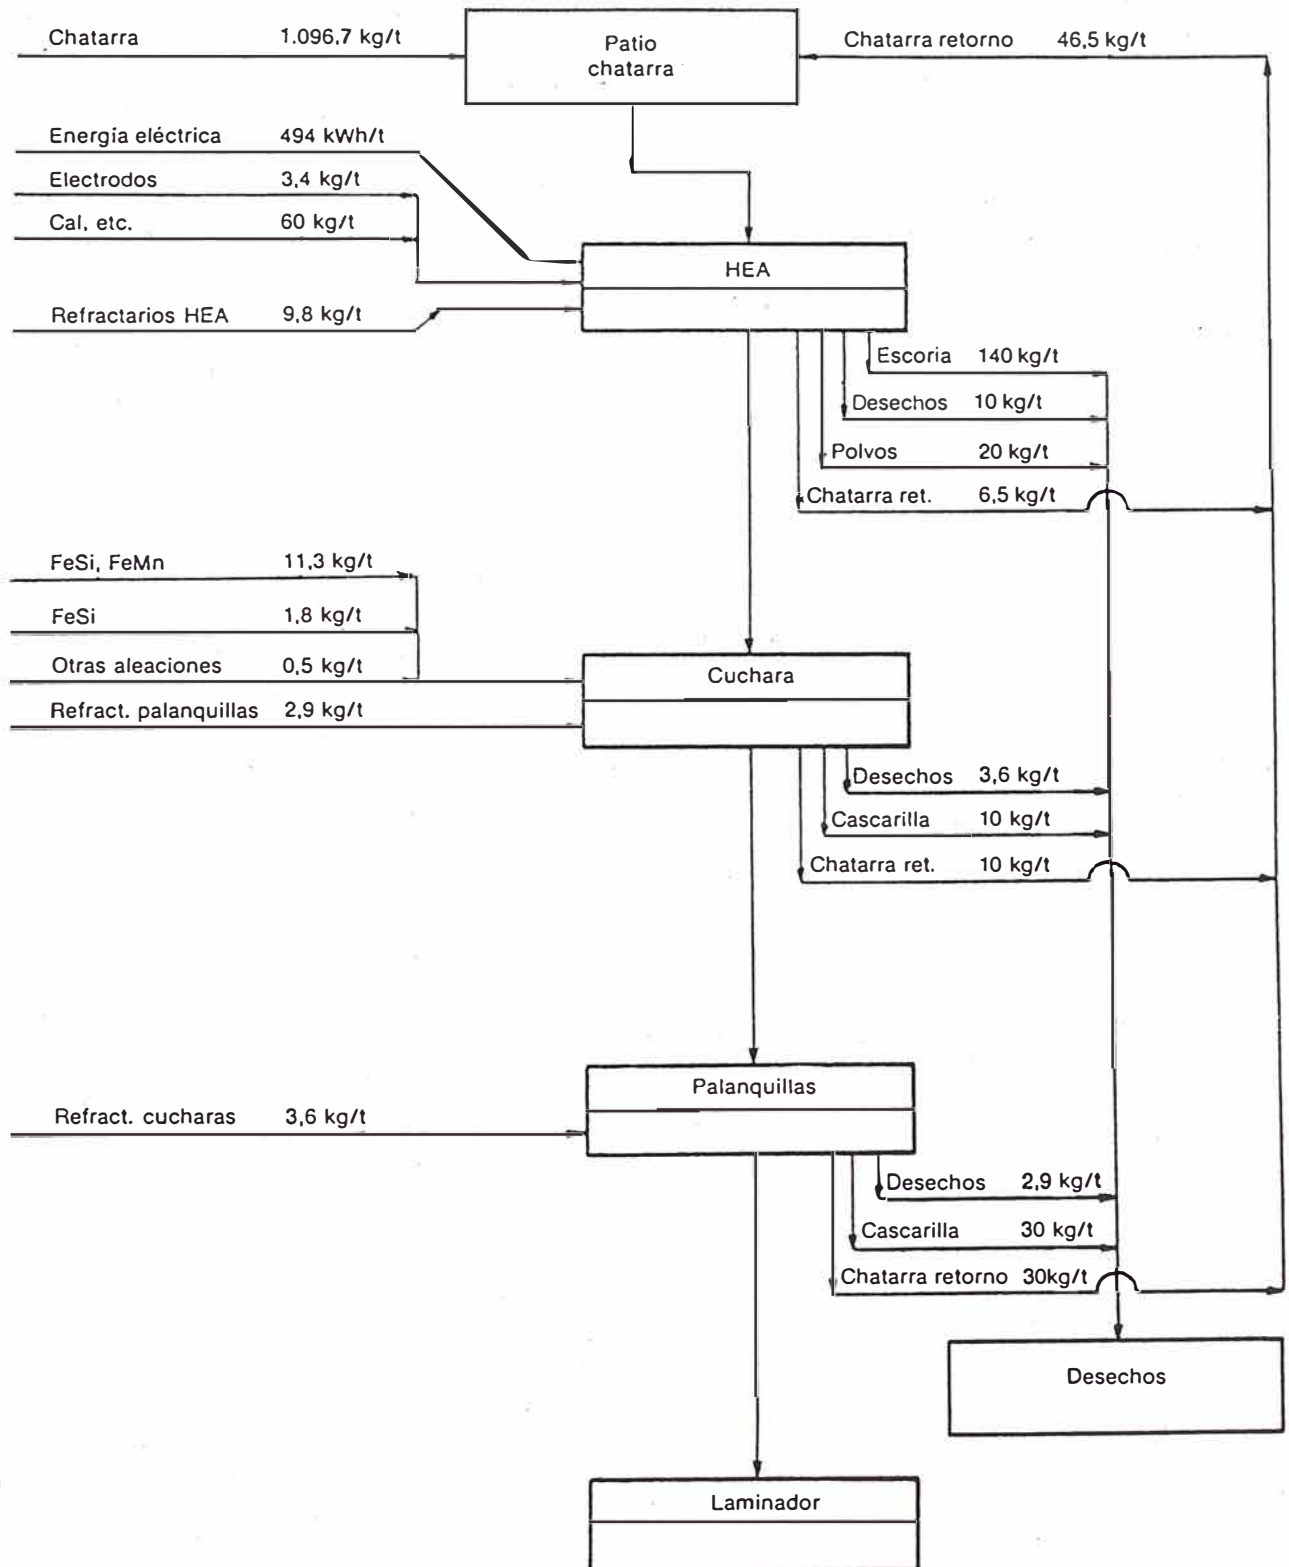 Chatarra 1.096,7 kg/t
Patio
chatarra
Chatarra retorno 46,5 kg/t
Energía eléctrica 494 kWh/t
Electrodos 3,4 kg/t
Cal, etc. 60 kg/t
HEA
Refractarios HEA 9,8 kg/t
Escoria 140 kg/t
Desechos 10 kg/t
Polvos 20 kg/t
Chatarra ret. 6,5 kg/t
FeSi, FeMn 11,3 kg/t
FeSi 1,8 kg/t
Otras aleaciones 0,5 kg/t
Cuchara
Refract. palanquillas 2,9 kg/t
Desechos 3,6 kg/t
Cascarilla 10 kg/t
Chatarra ret. 10 kg/t
Palanquillas
Refract. cucharas 3,6 kg/t
Desechos 2,9 kg/t
Cascarilla 30 kg/t
Chatarra retorno 30kg/t
Desechos
Laminador